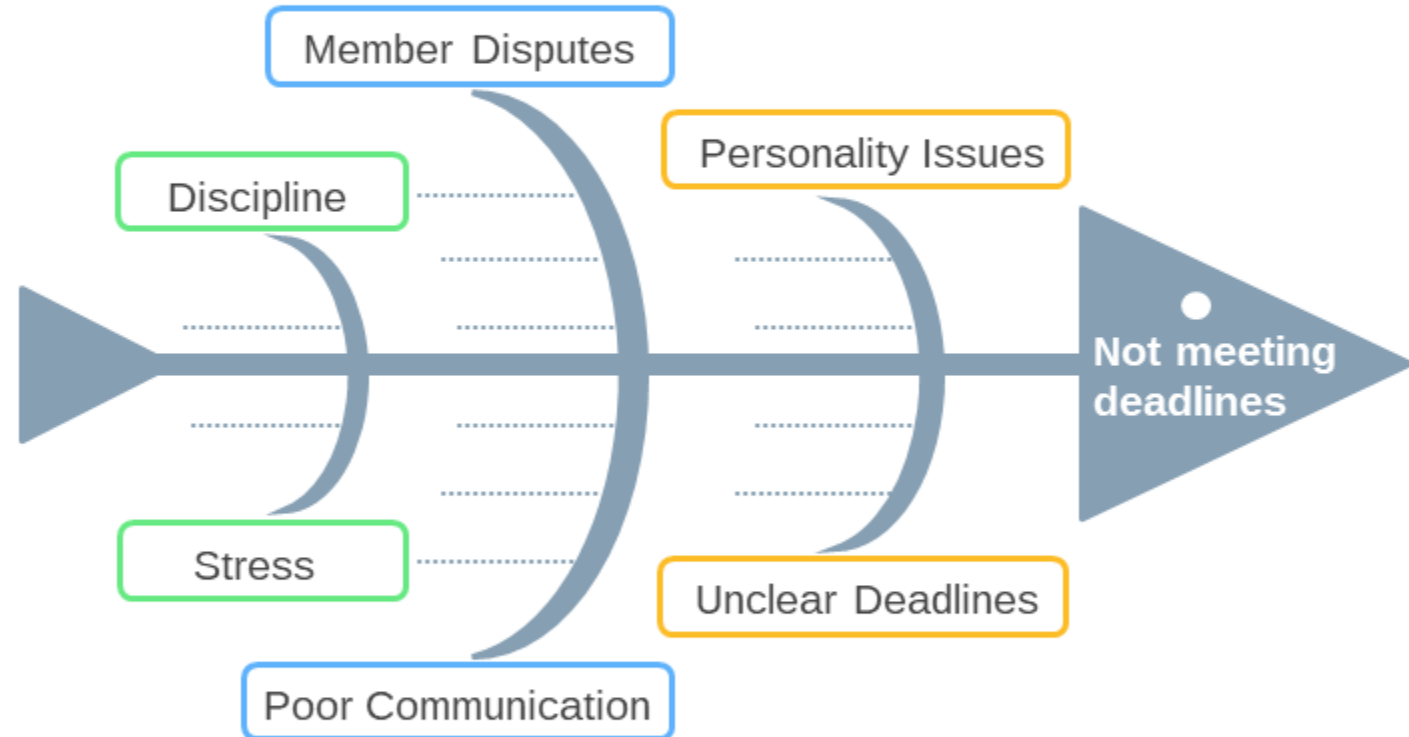 Member Disputes
Personality Issues
Discipline
Not meeting
deadlines
Stress
Unclear Deadlines
Poor Communication